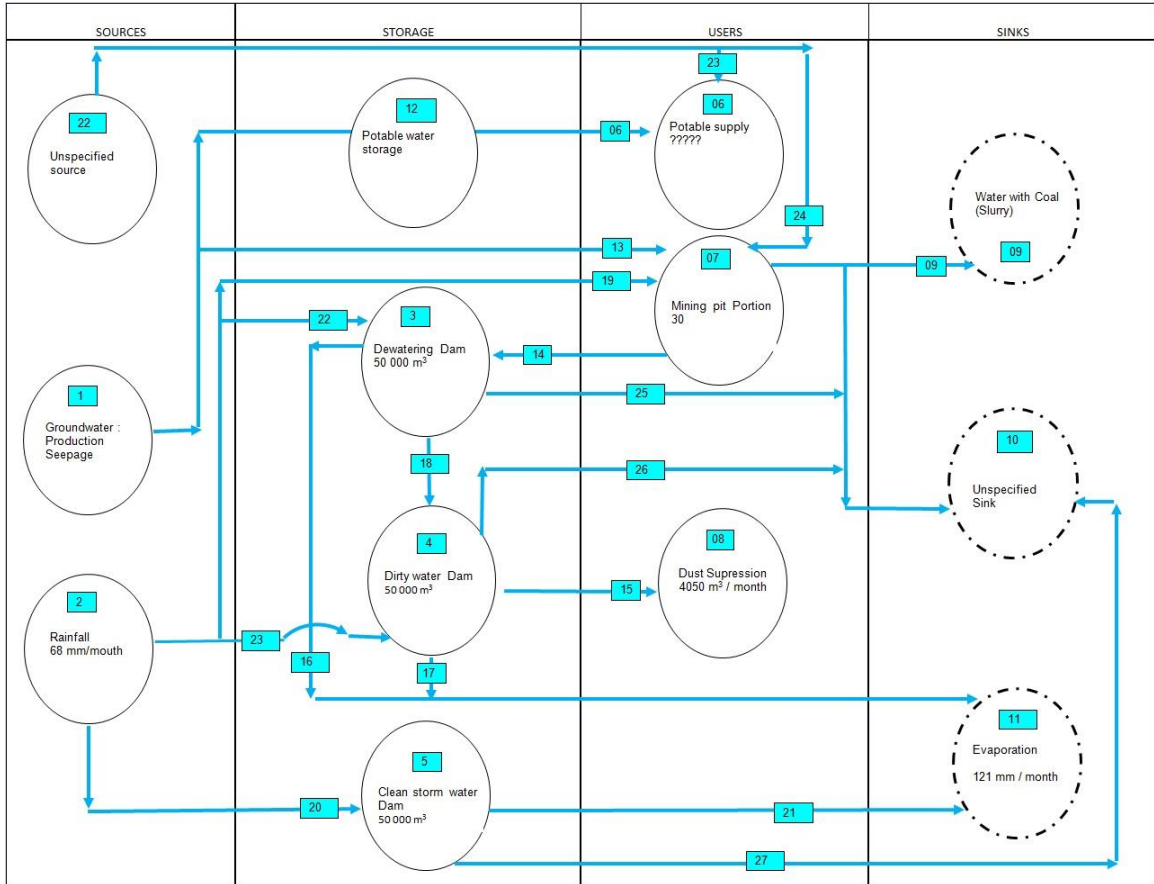 SOURCES
STORAGE
USERS
SINKS
23
22
Unspecified
source
12
Potable water
storage
06
06
Potable supply
?????
24
Water with Coal
(Slurry)
09
13
19
07
Mining pit Portion
30
09
22
3
Dewatering Dam
50 000 m³
14
25
1
Groundwater :
Production
Seepage
18
26
10
Unspecified
Sink
4
Dirty water Dam
50 000 m³
15
08
Dust Supression
4050 m³ / month
2
Rainfall
68 mm/mouth
23
16
17
11
Evaporation
121 mm / month
5
Clean storm water
Dam
50 000 m³
20
21
27